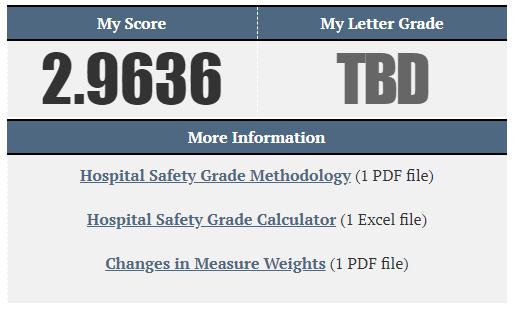 My Score
My Letter Grade
2.9636
TBD
More Information
Hospital Safety Grade Methodology (1 PDF file)
Hospital Safety Grade Calculator (1 Excel file)
Changes in Measure Weights (1 PDF file)